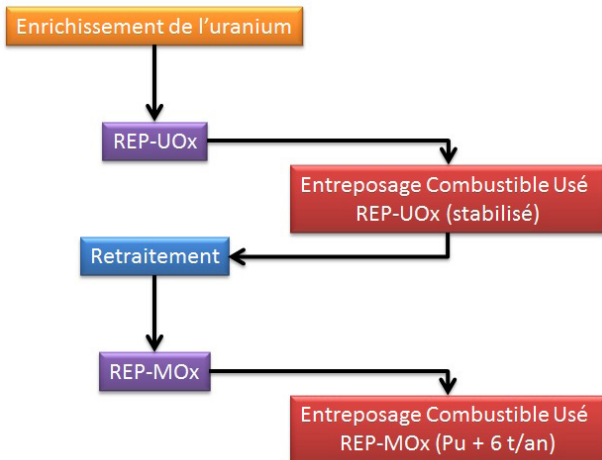 Enrichissement de l'uranium
REP-UOx
Entreposage Combustible Usé
REP-UOx (stabilisé)
Retraitement
REP-MOx
Entreposage Combustible Usé
REP-MOx (Pu + 6 t/an)